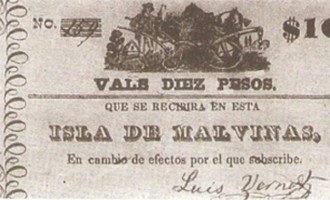 NO. $10
VALE DIEZ PESOS.
QUE SE RECIBIRA EN ESTA
ISLA DE MALVINAS,
En cambio de efectos por el que subscribe.
Luis Vernet